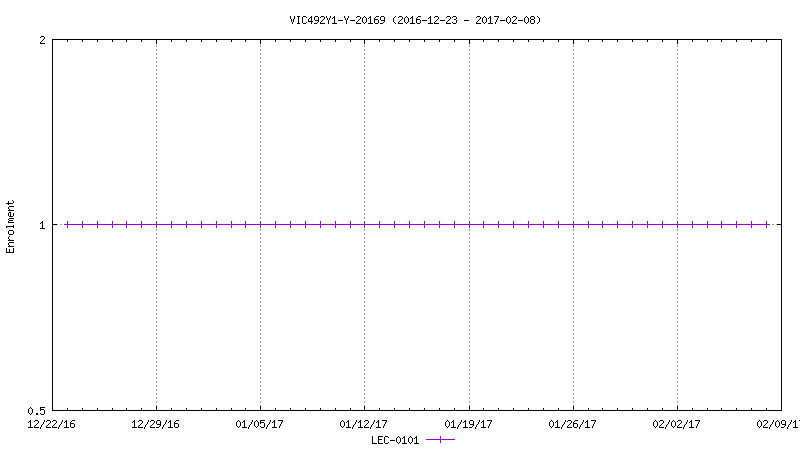 VIC492Y1-Y-20169 (2016-12-23 - 2017-02-08)
2
Enrolment
1
0.5
12/22/16 12/29/16 01/05/17 01/12/17 01/19/17 01/26/17 02/02/17 02/09/1
LEC-0101